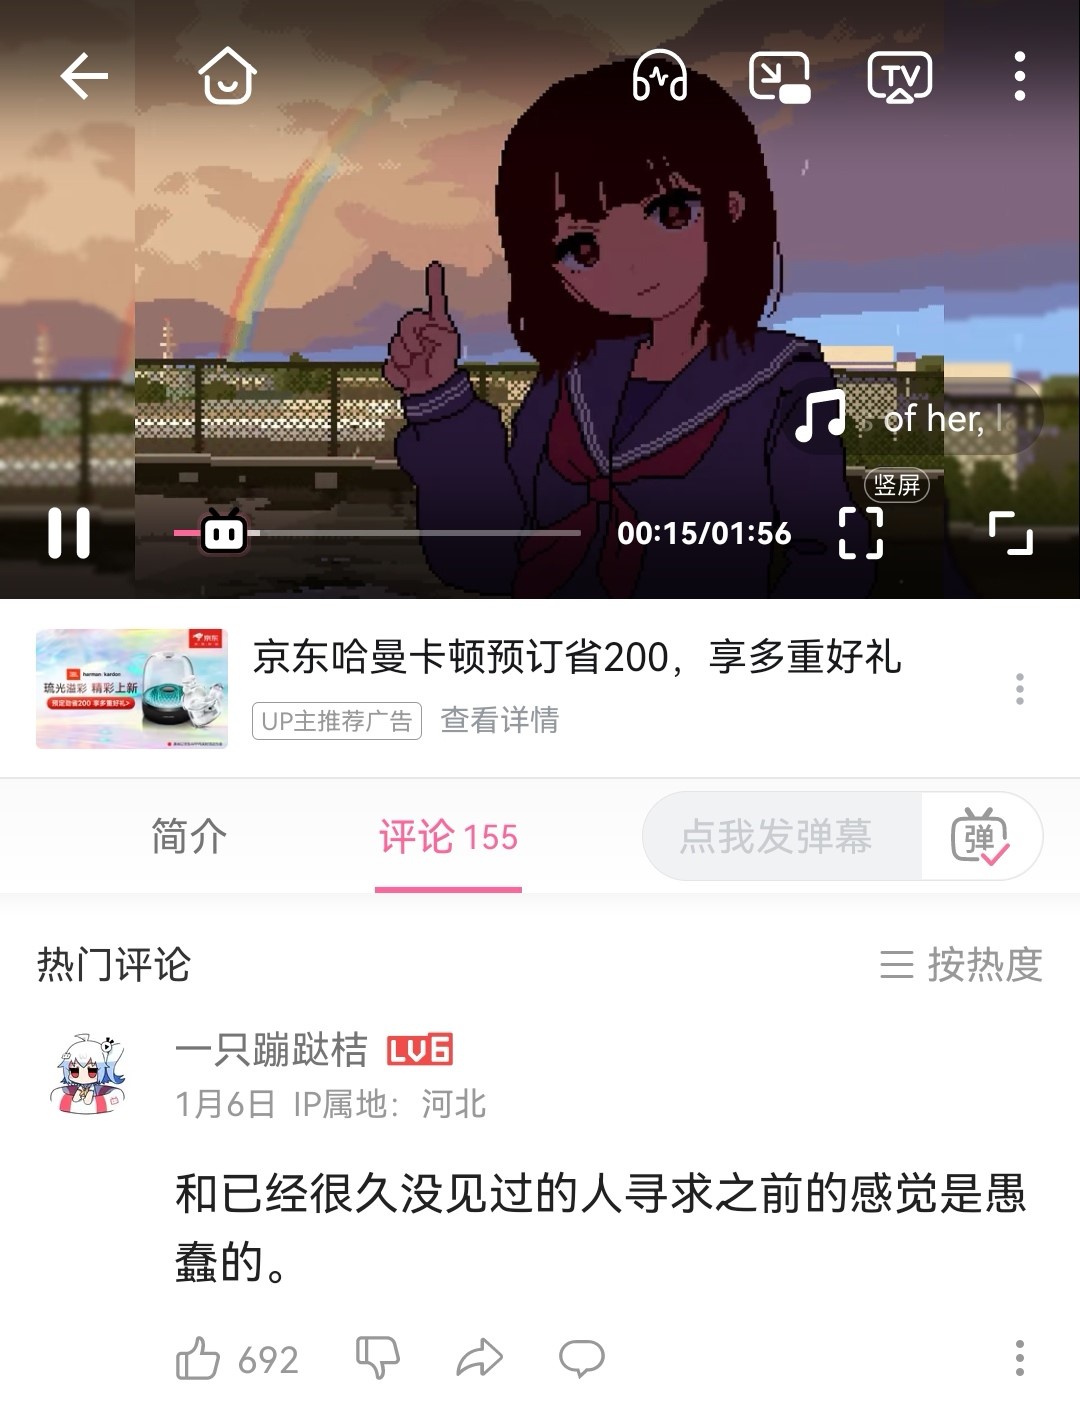 TV
of her,
竖屏
00:15/01:56
京东
JBL harman kardon
琉光溢彩 精彩上新
预定劲省200 享多重好礼>
京东哈曼卡顿预订省200，享多重好礼
UP主推荐广告 查看详情
简介 评论 155 点我发弹幕 弹
热门评论 按热度
一只蹦跶桔 LV6
1月6日 IP属地：河北
和已经很久没见过的人寻求之前的感觉是愚
蠢的。
692